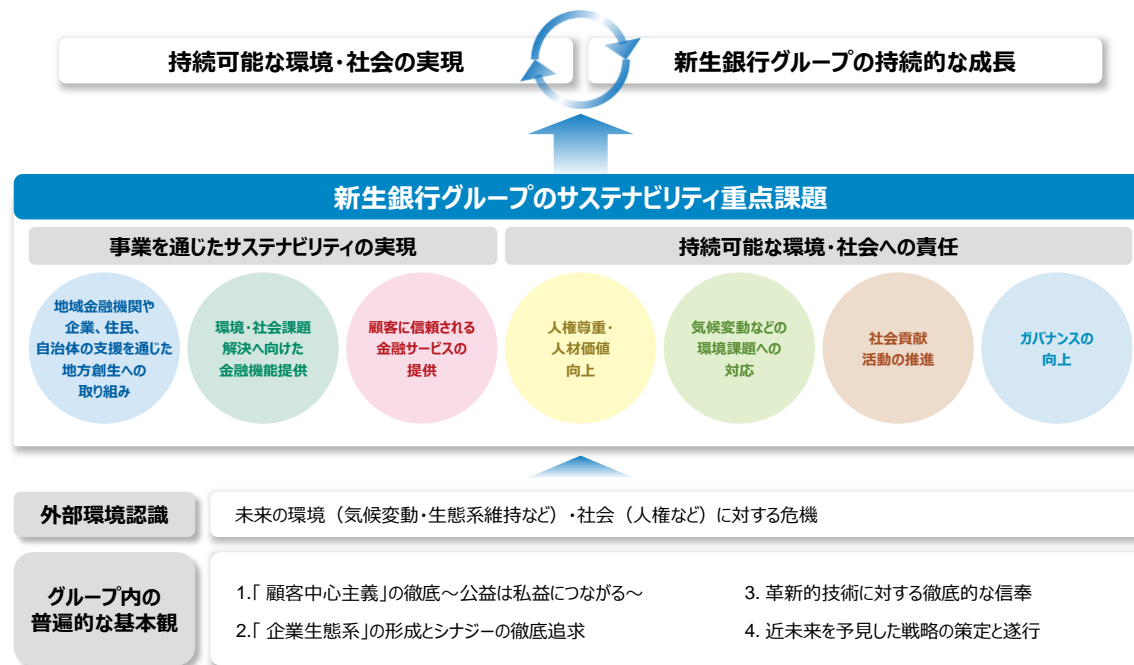 持続可能な環境・社会の実現
新生銀行グループの持続的な成長
新生銀行グループのサステナビリティ重点課題
事業を通じたサステナビリティの実現
持続可能な環境・社会への責任
地域金融機関や
企業、住民、
自治体の支援を通じた
地方創生への
取り組み
環境・社会課題
解決へ向けた
金融機能提供
顧客に信頼される
金融サービスの
提供
人権尊重・
人材価値
向上
気候変動などの
環境課題への
対応
社会貢献
活動の推進
ガバナンスの
向上
外部環境認識
未来の環境（気候変動・生態系維持など）・社会（人権など）に対する危機
グループ内の
普遍的な基本観
1.「 顧客中心主義」の徹底～公益は私益につながる～
2.「 企業生態系」の形成とシナジーの徹底追求
3. 革新的技術に対する徹底的な信奉
4. 近未来を予見した戦略の策定と遂行